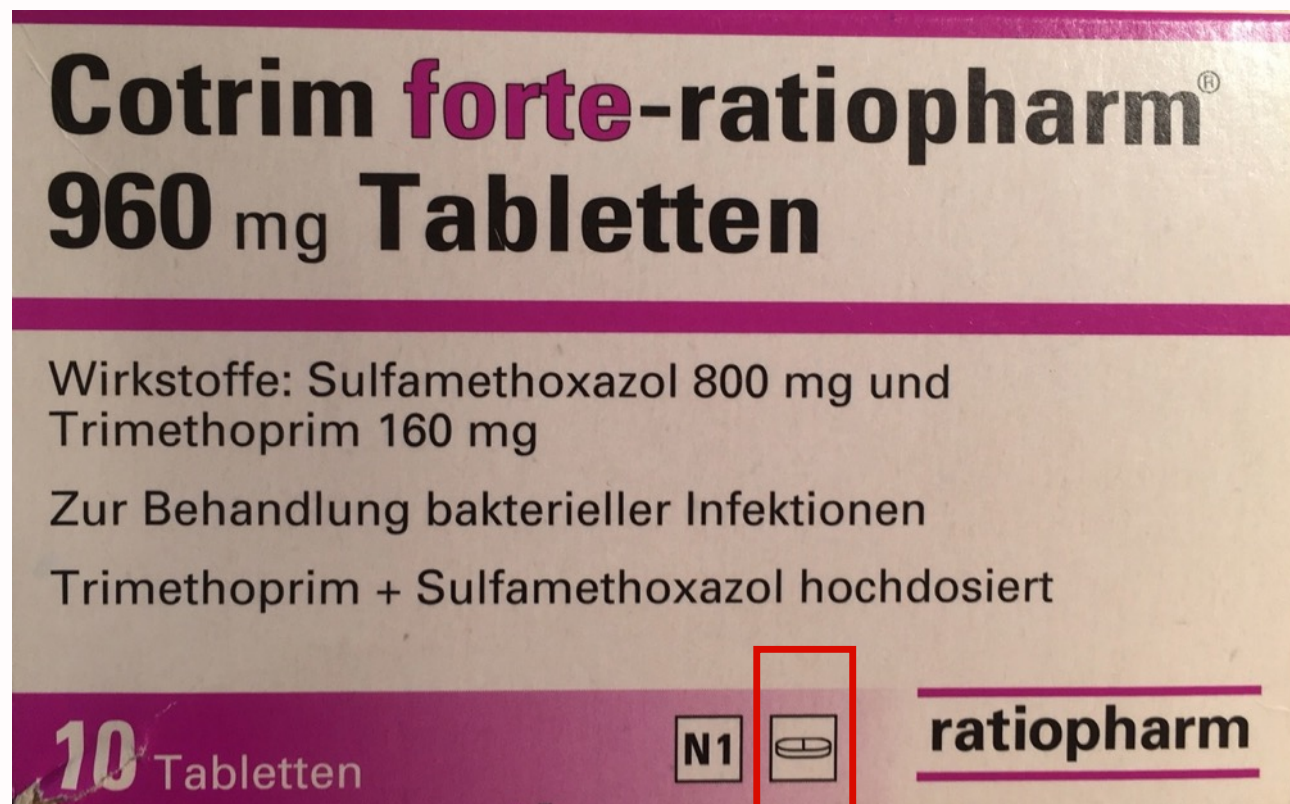 Cotrim forte-ratiopharm®
960 mg Tabletten
Wirkstoffe: Sulfamethoxazol 800 mg und
Trimethoprim 160 mg
Zur Behandlung bakterieller Infektionen
Trimethoprim + Sulfamethoxazol hochdosiert
10 Tabletten
N1
ratiopharm